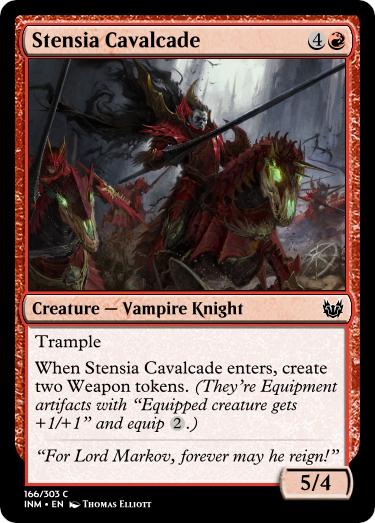 Stensia Cavalcade 4
Creature — Vampire Knight
Trample
When Stensia Cavalcade enters, create
two Weapon tokens. (They're Equipment
artifacts with “Equipped creature gets
+1/+1” and equip 2.)
“For Lord Markov, forever may he reign!”
5/4
166/303 C
INM • EN Thomas Elliott